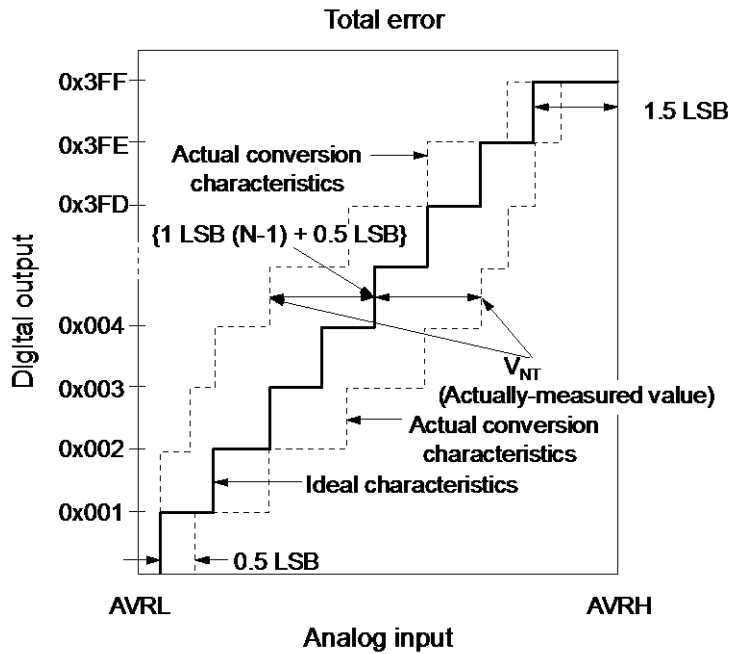 Total error
0x3FF
1.5 LSB
0x3FE
Actual conversion
characteristics
0x3FD
{1 LSB (N-1) + 0.5 LSB}
Digital output
0x004
VNT
0x003
(Actually-measured value)
Actual conversion
characteristics
0x002
Ideal characteristics
0x001
0.5 LSB
AVRL
AVRH
Analog input